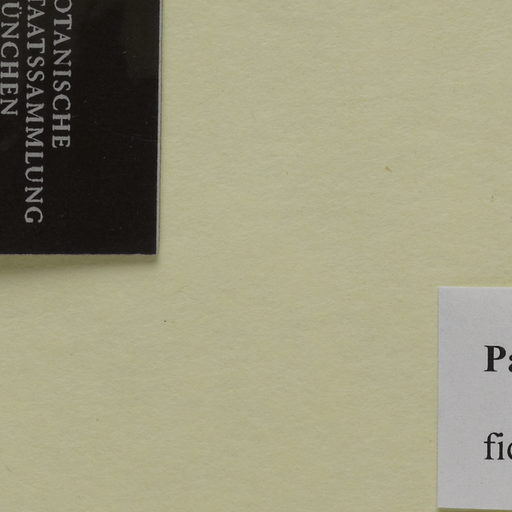 OTANISCHE
TAATSSAMMLUNG
ÜNCHEN
Pa
fic